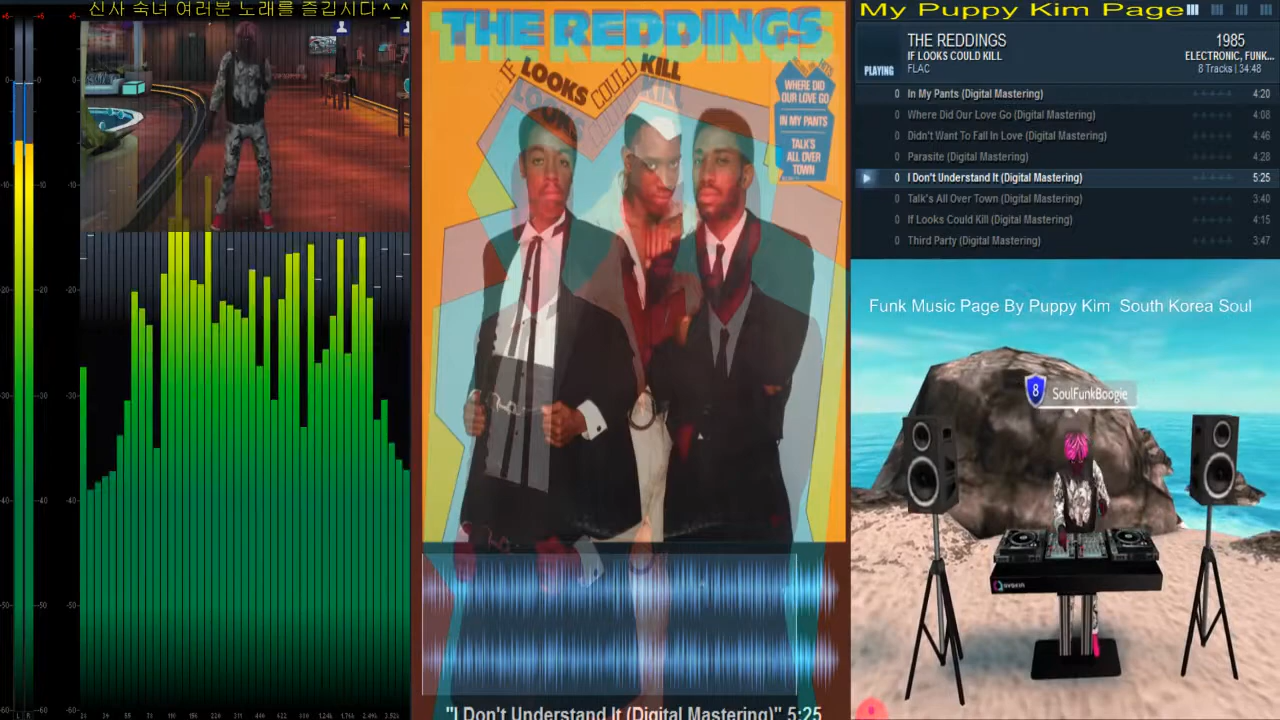 신사 숙녀 여러분 노래를 즐깁시다 ^_^
THE REDDINGS
IF LOOKS COULD KILL
WHERE DID
OUR LOVE GO
IN MY PANTS
TALK'S
ALL OVER
TOWN
"I Don't Understand It (Digital Mastering)" 5:25
My Puppy Kim Page
THE REDDINGS 1985
IF LOOKS COULD KILL ELECTRONIC, FUNK...
PLAYING FLAC 8 Tracks | 34:48
0 In My Pants (Digital Mastering) 4:20
0 Where Did Our Love Go (Digital Mastering) 4:08
0 Didn't Want To Fall In Love (Digital Mastering) 4:46
0 Parasite (Digital Mastering) 4:28
0 I Don't Understand It (Digital Mastering) 5:25
0 Talk's All Over Town (Digital Mastering) 3:40
0 If Looks Could Kill (Digital Mastering) 4:15
0 Third Party (Digital Mastering) 3:47
Funk Music Page By Puppy Kim South Korea Soul
8 SoulFunkBoogie